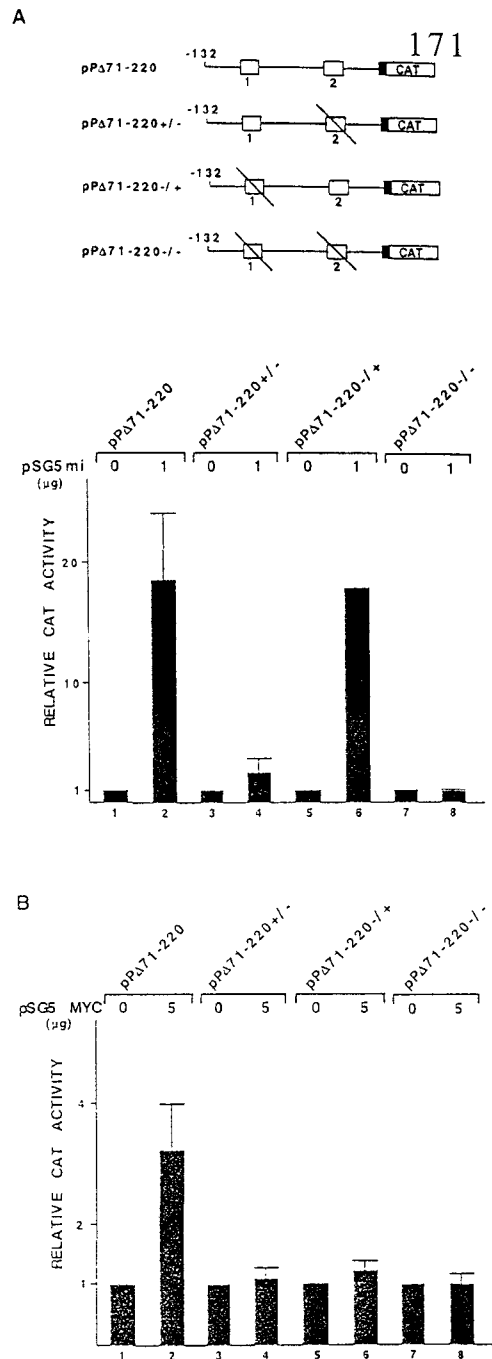 A
171
pPΔ71-220
-132
1
2
CAT
pPΔ71-220+/-
-132
1
2
CAT
pPΔ71-220-/+
-132
1
2
CAT
pPΔ71-220-/-
-132
1
2
CAT
pPΔ71-220 pPΔ71-220+/- pPΔ71-220-/+ pPΔ71-220-/-
pSG5 mi 0 1 0 1 0 1 0 1
(μg)
RELATIVE CAT ACTIVITY
20
10
1
1 2 3 4 5 6 7 8
B
pPΔ71-220 pPΔ71-220+/- pPΔ71-220-/+ pPΔ71-220-/-
pSG5 MYC 0 5 0 5 0 5 0 5
(μg)
RELATIVE CAT ACTIVITY
4
2
1
1 2 3 4 5 6 7 8